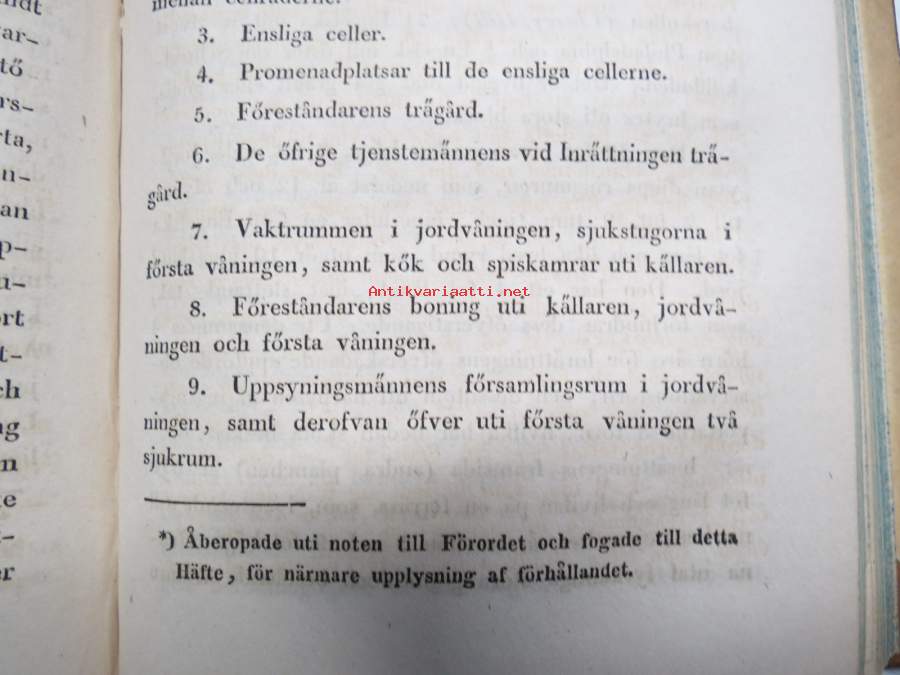 3. Ensliga celler.
4. Promenadplatsar till de ensliga cellerne.
5. Föreståndarens trägård.
6. De öfrige tjenstemännens vid Inrättningen trä-
gård.
7. Vaktrummen i jordvåningen, sjukstugorna i
första våningen, samt kök och spiskamrar uti källaren.
Antikvariaatti.net
8. Föreståndarens boning uti källaren, jordvå-
ningen och första våningen.
9. Uppsyningsmännens församlingsrum i jordvå-
ningen, samt derofvan öfver uti första våningen två
sjukrum.
*) Åberopade uti noten till Förordet och fogade till detta
Häfte, för närmare upplysning af förhållandet.